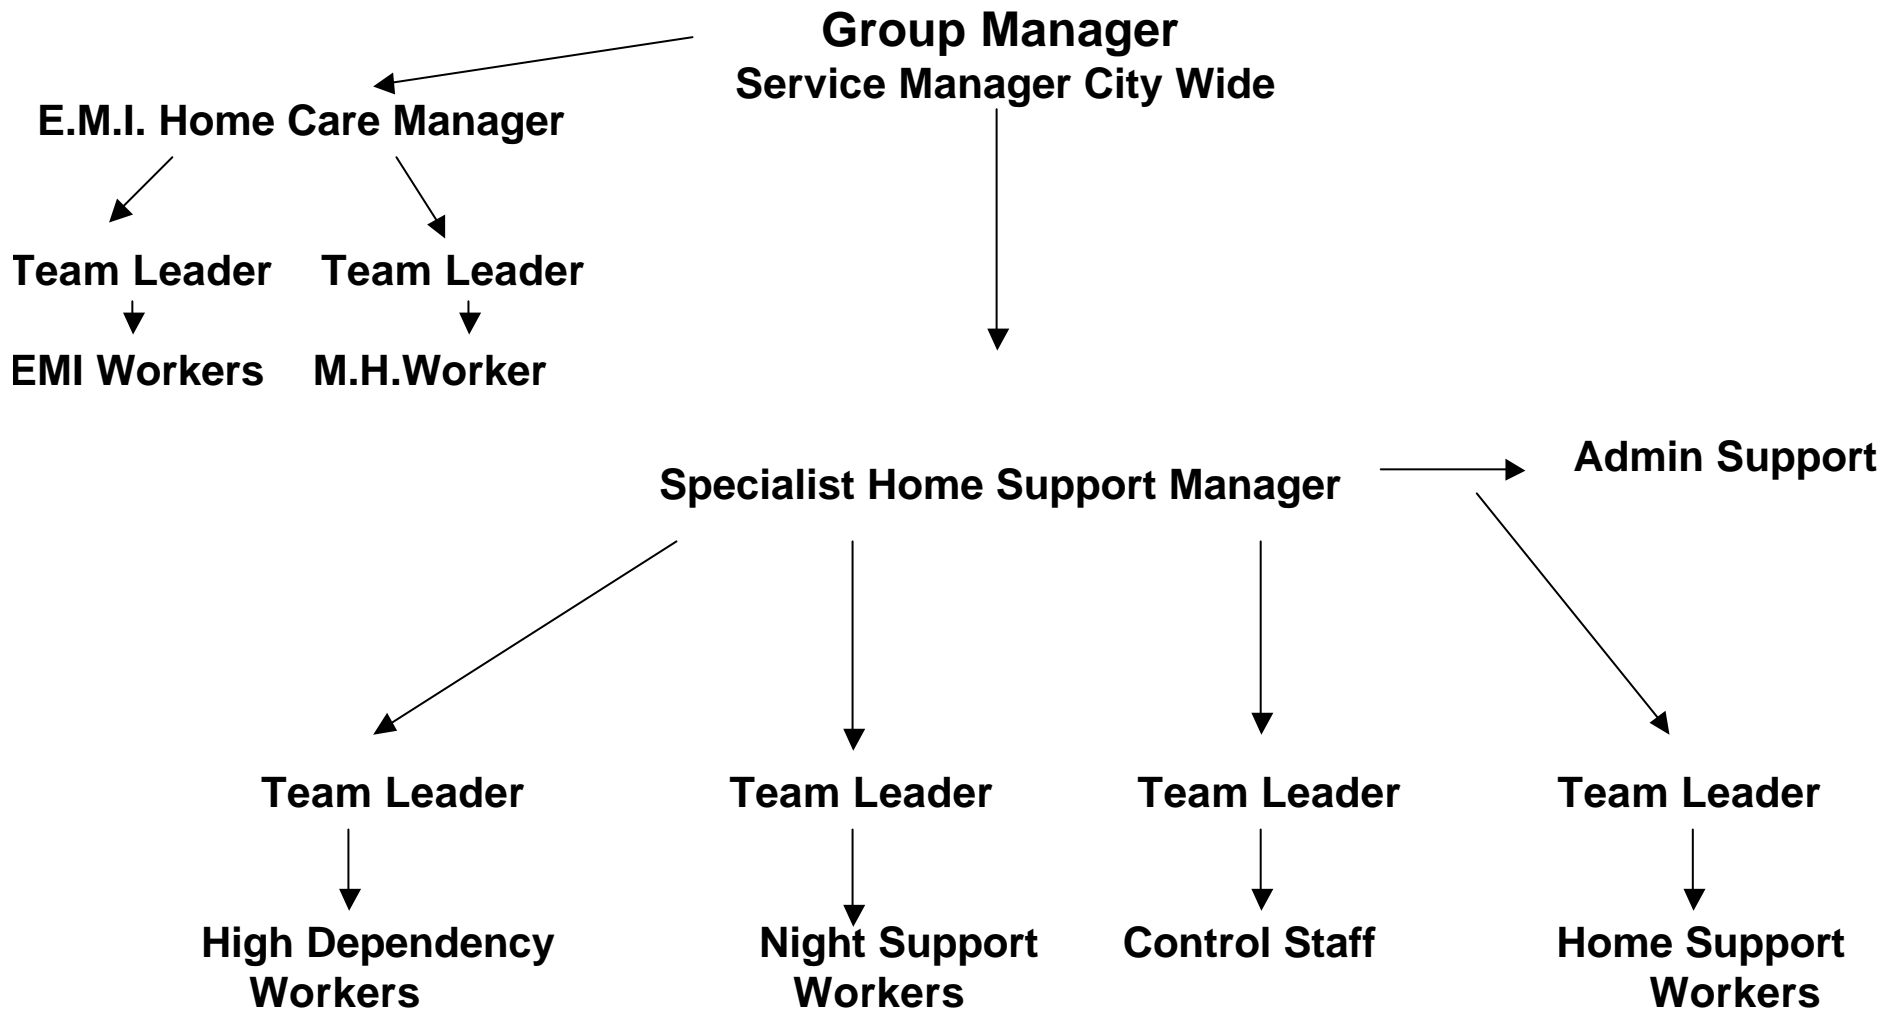 Group Manager
Service Manager City Wide
E.M.I. Home Care Manager
Team Leader
Team Leader
EMI Workers
M.H.Worker
Admin Support
Specialist Home Support Manager
Team Leader
Team Leader
Team Leader
Team Leader
High Dependency
Workers
Night Support
Workers
Control Staff
Home Support
Workers